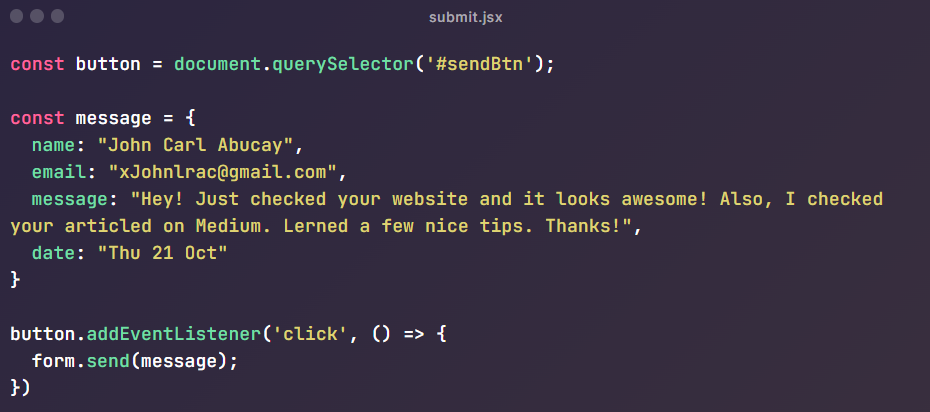 submit.jsx
const button = document.querySelector('#sendBtn');
const message = {
name: "John Carl Abucay",
email: "xJohnlrac@gmail.com",
message: "Hey! Just checked your website and it looks awesome! Also, I checked
your articled on Medium. Lerned a few nice tips. Thanks!",
date: "Thu 21 Oct"
}
button.addEventListener('click', () => {
form.send(message);
})